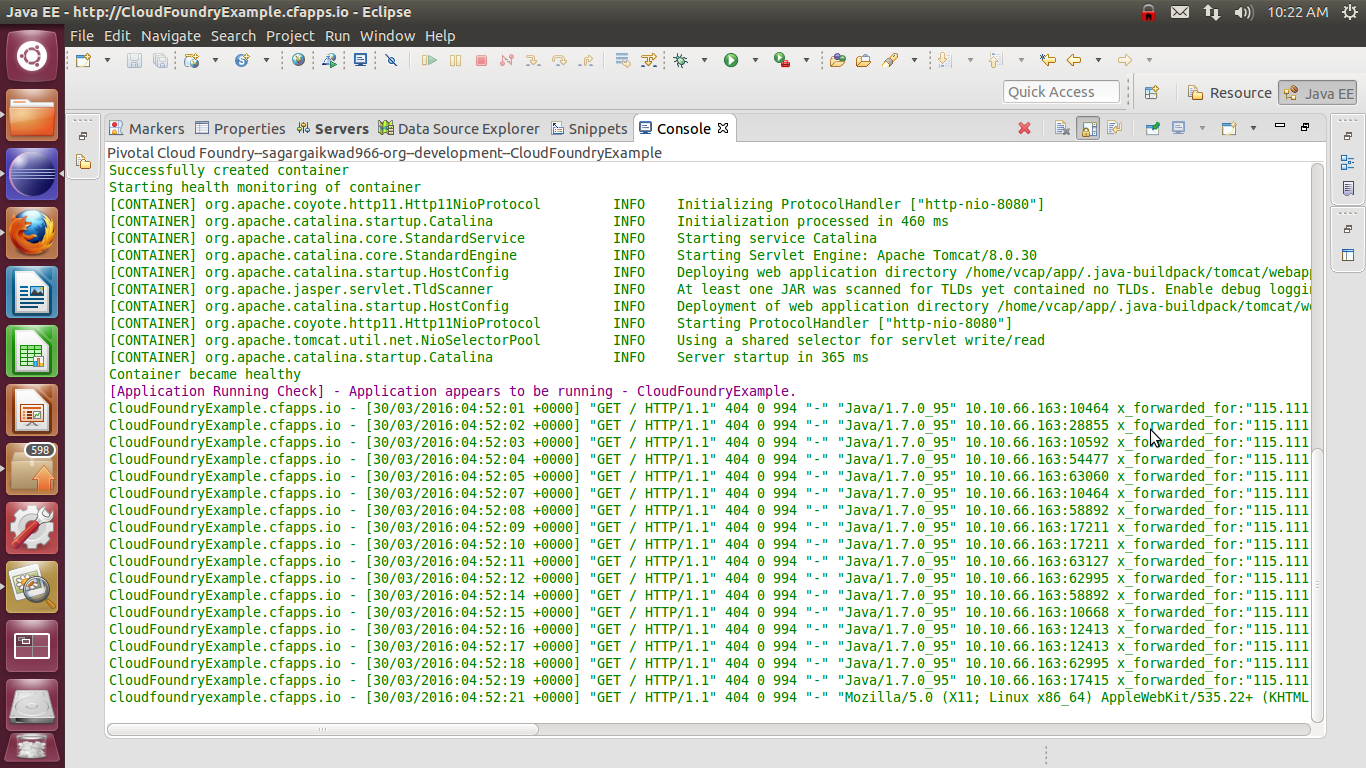 Java EE - http://CloudFoundryExample.cfapps.io - Eclipse
10:22 AM
File Edit Navigate Search Project Run Window Help
Quick Access
Resource
Java EE
Markers Properties Servers Data Source Explorer Snippets Console
Pivotal Cloud Foundry--sagargaikwad966-org--development--CloudFoundryExample
Successfully created container
Starting health monitoring of container
[CONTAINER] org.apache.coyote.http11.Http11NioProtocol INFO Initializing ProtocolHandler ["http-nio-8080"]
[CONTAINER] org.apache.catalina.startup.Catalina INFO Initialization processed in 460 ms
[CONTAINER] org.apache.catalina.core.StandardService INFO Starting service Catalina
[CONTAINER] org.apache.catalina.core.StandardEngine INFO Starting Servlet Engine: Apache Tomcat/8.0.30
[CONTAINER] org.apache.catalina.startup.HostConfig INFO Deploying web application directory /home/vcap/app/.java-buildpack/tomcat/webapp
[CONTAINER] org.apache.jasper.servlet.TldScanner INFO At least one JAR was scanned for TLDs yet contained no TLDs. Enable debug loggin
[CONTAINER] org.apache.catalina.startup.HostConfig INFO Deployment of web application directory /home/vcap/app/.java-buildpack/tomcat/we
[CONTAINER] org.apache.coyote.http11.Http11NioProtocol INFO Starting ProtocolHandler ["http-nio-8080"]
[CONTAINER] org.apache.tomcat.util.net.NioSelectorPool INFO Using a shared selector for servlet write/read
[CONTAINER] org.apache.catalina.startup.Catalina INFO Server startup in 365 ms
Container became healthy
[Application Running Check] - Application appears to be running - CloudFoundryExample.
CloudFoundryExample.cfapps.io - [30/03/2016:04:52:01 +0000] "GET / HTTP/1.1" 404 0 994 "-" "Java/1.7.0_95" 10.10.66.163:10464 x_forwarded_for:"115.111
CloudFoundryExample.cfapps.io - [30/03/2016:04:52:02 +0000] "GET / HTTP/1.1" 404 0 994 "-" "Java/1.7.0_95" 10.10.66.163:28855 x_forwarded_for:"115.111
CloudFoundryExample.cfapps.io - [30/03/2016:04:52:03 +0000] "GET / HTTP/1.1" 404 0 994 "-" "Java/1.7.0_95" 10.10.66.163:10592 x_forwarded_for:"115.111
CloudFoundryExample.cfapps.io - [30/03/2016:04:52:04 +0000] "GET / HTTP/1.1" 404 0 994 "-" "Java/1.7.0_95" 10.10.66.163:54477 x_forwarded_for:"115.111
CloudFoundryExample.cfapps.io - [30/03/2016:04:52:05 +0000] "GET / HTTP/1.1" 404 0 994 "-" "Java/1.7.0_95" 10.10.66.163:63060 x_forwarded_for:"115.111
CloudFoundryExample.cfapps.io - [30/03/2016:04:52:07 +0000] "GET / HTTP/1.1" 404 0 994 "-" "Java/1.7.0_95" 10.10.66.163:10464 x_forwarded_for:"115.111
CloudFoundryExample.cfapps.io - [30/03/2016:04:52:08 +0000] "GET / HTTP/1.1" 404 0 994 "-" "Java/1.7.0_95" 10.10.66.163:58892 x_forwarded_for:"115.111
CloudFoundryExample.cfapps.io - [30/03/2016:04:52:09 +0000] "GET / HTTP/1.1" 404 0 994 "-" "Java/1.7.0_95" 10.10.66.163:17211 x_forwarded_for:"115.111
CloudFoundryExample.cfapps.io - [30/03/2016:04:52:10 +0000] "GET / HTTP/1.1" 404 0 994 "-" "Java/1.7.0_95" 10.10.66.163:17211 x_forwarded_for:"115.111
CloudFoundryExample.cfapps.io - [30/03/2016:04:52:11 +0000] "GET / HTTP/1.1" 404 0 994 "-" "Java/1.7.0_95" 10.10.66.163:63127 x_forwarded_for:"115.111
CloudFoundryExample.cfapps.io - [30/03/2016:04:52:12 +0000] "GET / HTTP/1.1" 404 0 994 "-" "Java/1.7.0_95" 10.10.66.163:62995 x_forwarded_for:"115.111
CloudFoundryExample.cfapps.io - [30/03/2016:04:52:14 +0000] "GET / HTTP/1.1" 404 0 994 "-" "Java/1.7.0_95" 10.10.66.163:58892 x_forwarded_for:"115.111
CloudFoundryExample.cfapps.io - [30/03/2016:04:52:15 +0000] "GET / HTTP/1.1" 404 0 994 "-" "Java/1.7.0_95" 10.10.66.163:10668 x_forwarded_for:"115.111
CloudFoundryExample.cfapps.io - [30/03/2016:04:52:16 +0000] "GET / HTTP/1.1" 404 0 994 "-" "Java/1.7.0_95" 10.10.66.163:12413 x_forwarded_for:"115.111
CloudFoundryExample.cfapps.io - [30/03/2016:04:52:17 +0000] "GET / HTTP/1.1" 404 0 994 "-" "Java/1.7.0_95" 10.10.66.163:12413 x_forwarded_for:"115.111
CloudFoundryExample.cfapps.io - [30/03/2016:04:52:18 +0000] "GET / HTTP/1.1" 404 0 994 "-" "Java/1.7.0_95" 10.10.66.163:62995 x_forwarded_for:"115.111
CloudFoundryExample.cfapps.io - [30/03/2016:04:52:19 +0000] "GET / HTTP/1.1" 404 0 994 "-" "Java/1.7.0_95" 10.10.66.163:17415 x_forwarded_for:"115.111
cloudfoundryexample.cfapps.io - [30/03/2016:04:52:21 +0000] "GET / HTTP/1.1" 404 0 994 "-" "Mozilla/5.0 (X11; Linux x86_64) AppleWebKit/535.22+ (KHTML
598